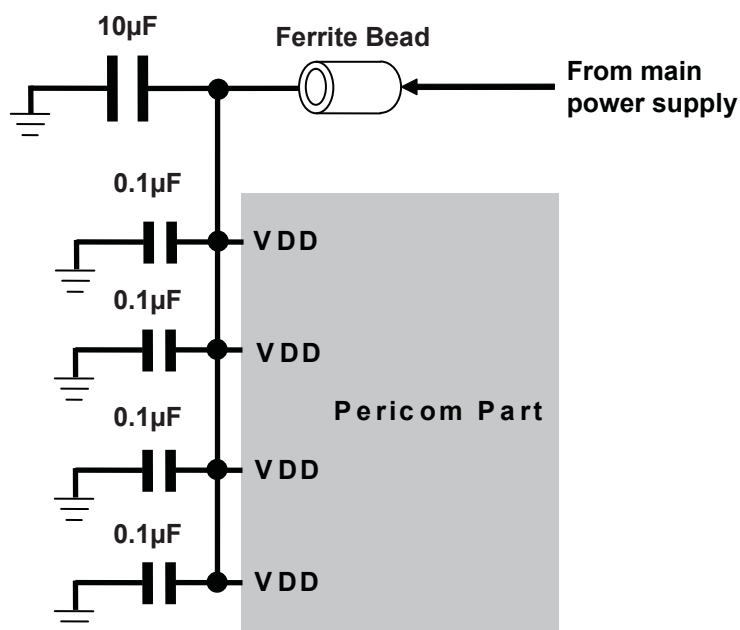 10µF
Ferrite Bead
From main
power supply
0.1µF
VDD
0.1µF
VDD
Pericom Part
0.1µF
VDD
0.1µF
VDD